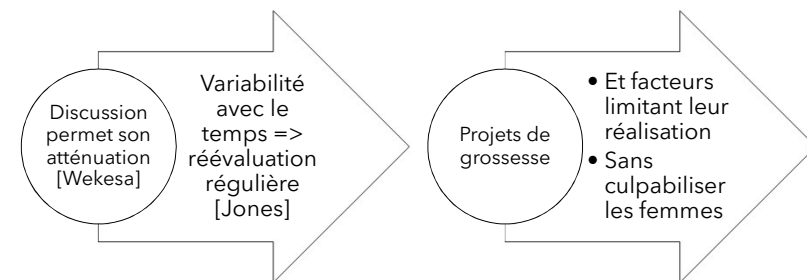 Discussion
permet son
atténuation
[Wekesa]
Variabilité
avec le
temps =>
réévaluation
régulière
[Jones]
Projets de
grossesse
• Et facteurs
limitant leur
réalisation
• Sans
culpabiliser
les femmes